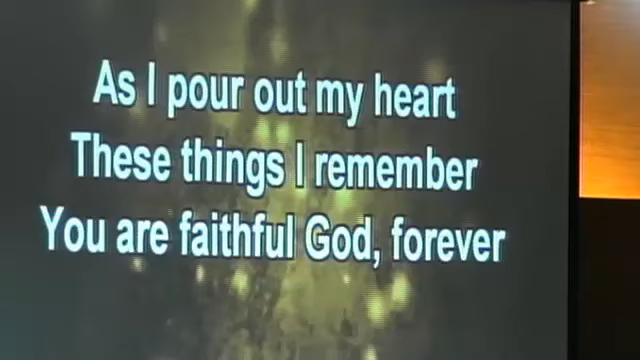 As I pour out my heart
These things I remember
You are faithful God, forever